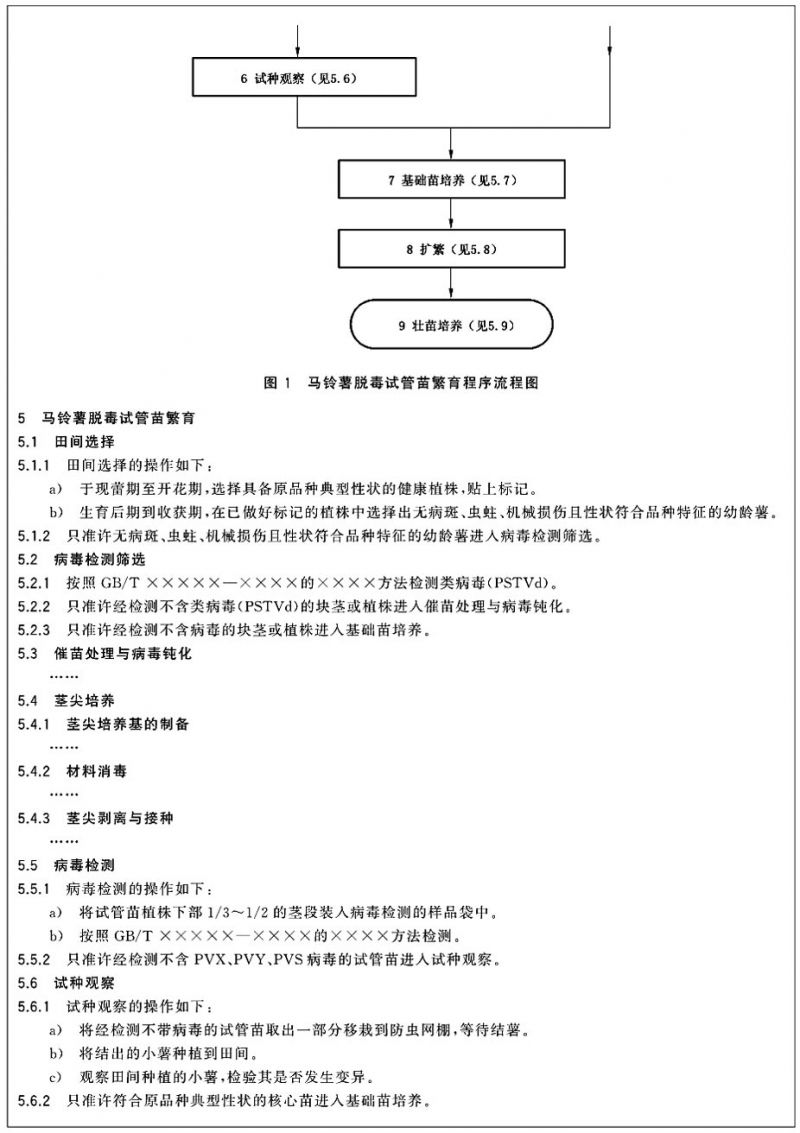 6 试种观察（见5.6）
7 基础苗培养（见5.7）
8 扩繁（见5.8）
9 壮苗培养（见5.9）
图 1 马铃薯脱毒试管苗繁育程序流程图
5 马铃薯脱毒试管苗繁育
5.1 田间选择
5.1.1 田间选择的操作如下：
a） 于现蕾期至开花期，选择具备原品种典型性状的健康植株，贴上标记。
b） 生育后期到收获期，在已做好标记的植株中选择出无病斑、虫蛀、机械损伤且性状符合品种特征的幼龄薯。
5.1.2 只准许无病斑、虫蛀、机械损伤且性状符合品种特征的幼龄薯进入病毒检测筛选。
5.2 病毒检测筛选
5.2.1 按照 GB/T ×××××—××××的××××方法检测类病毒（PSTVd）。
5.2.2 只准许经检测不含类病毒（PSTVd）的块茎或植株进入催苗处理与病毒钝化。
5.2.3 只准许经检测不含病毒的块茎或植株进入基础苗培养。
5.3 催苗处理与病毒钝化
……
5.4 茎尖培养
5.4.1 茎尖培养基的制备
……
5.4.2 材料消毒
……
5.4.3 茎尖剥离与接种
……
5.5 病毒检测
5.5.1 病毒检测的操作如下：
a） 将试管苗植株下部 1/3～1/2 的茎段装入病毒检测的样品袋中。
b） 按照 GB/T ×××××—××××的××××方法检测。
5.5.2 只准许经检测不含 PVX、PVY、PVS 病毒的试管苗进入试种观察。
5.6 试种观察
5.6.1 试种观察的操作如下：
a） 将经检测不带病毒的试管苗取出一部分移栽到防虫网棚，等待结薯。
b） 将结出的小薯种植到田间。
c） 观察田间种植的小薯，检验其是否发生变异。
5.6.2 只准许符合原品种典型性状的核心苗进入基础苗培养。